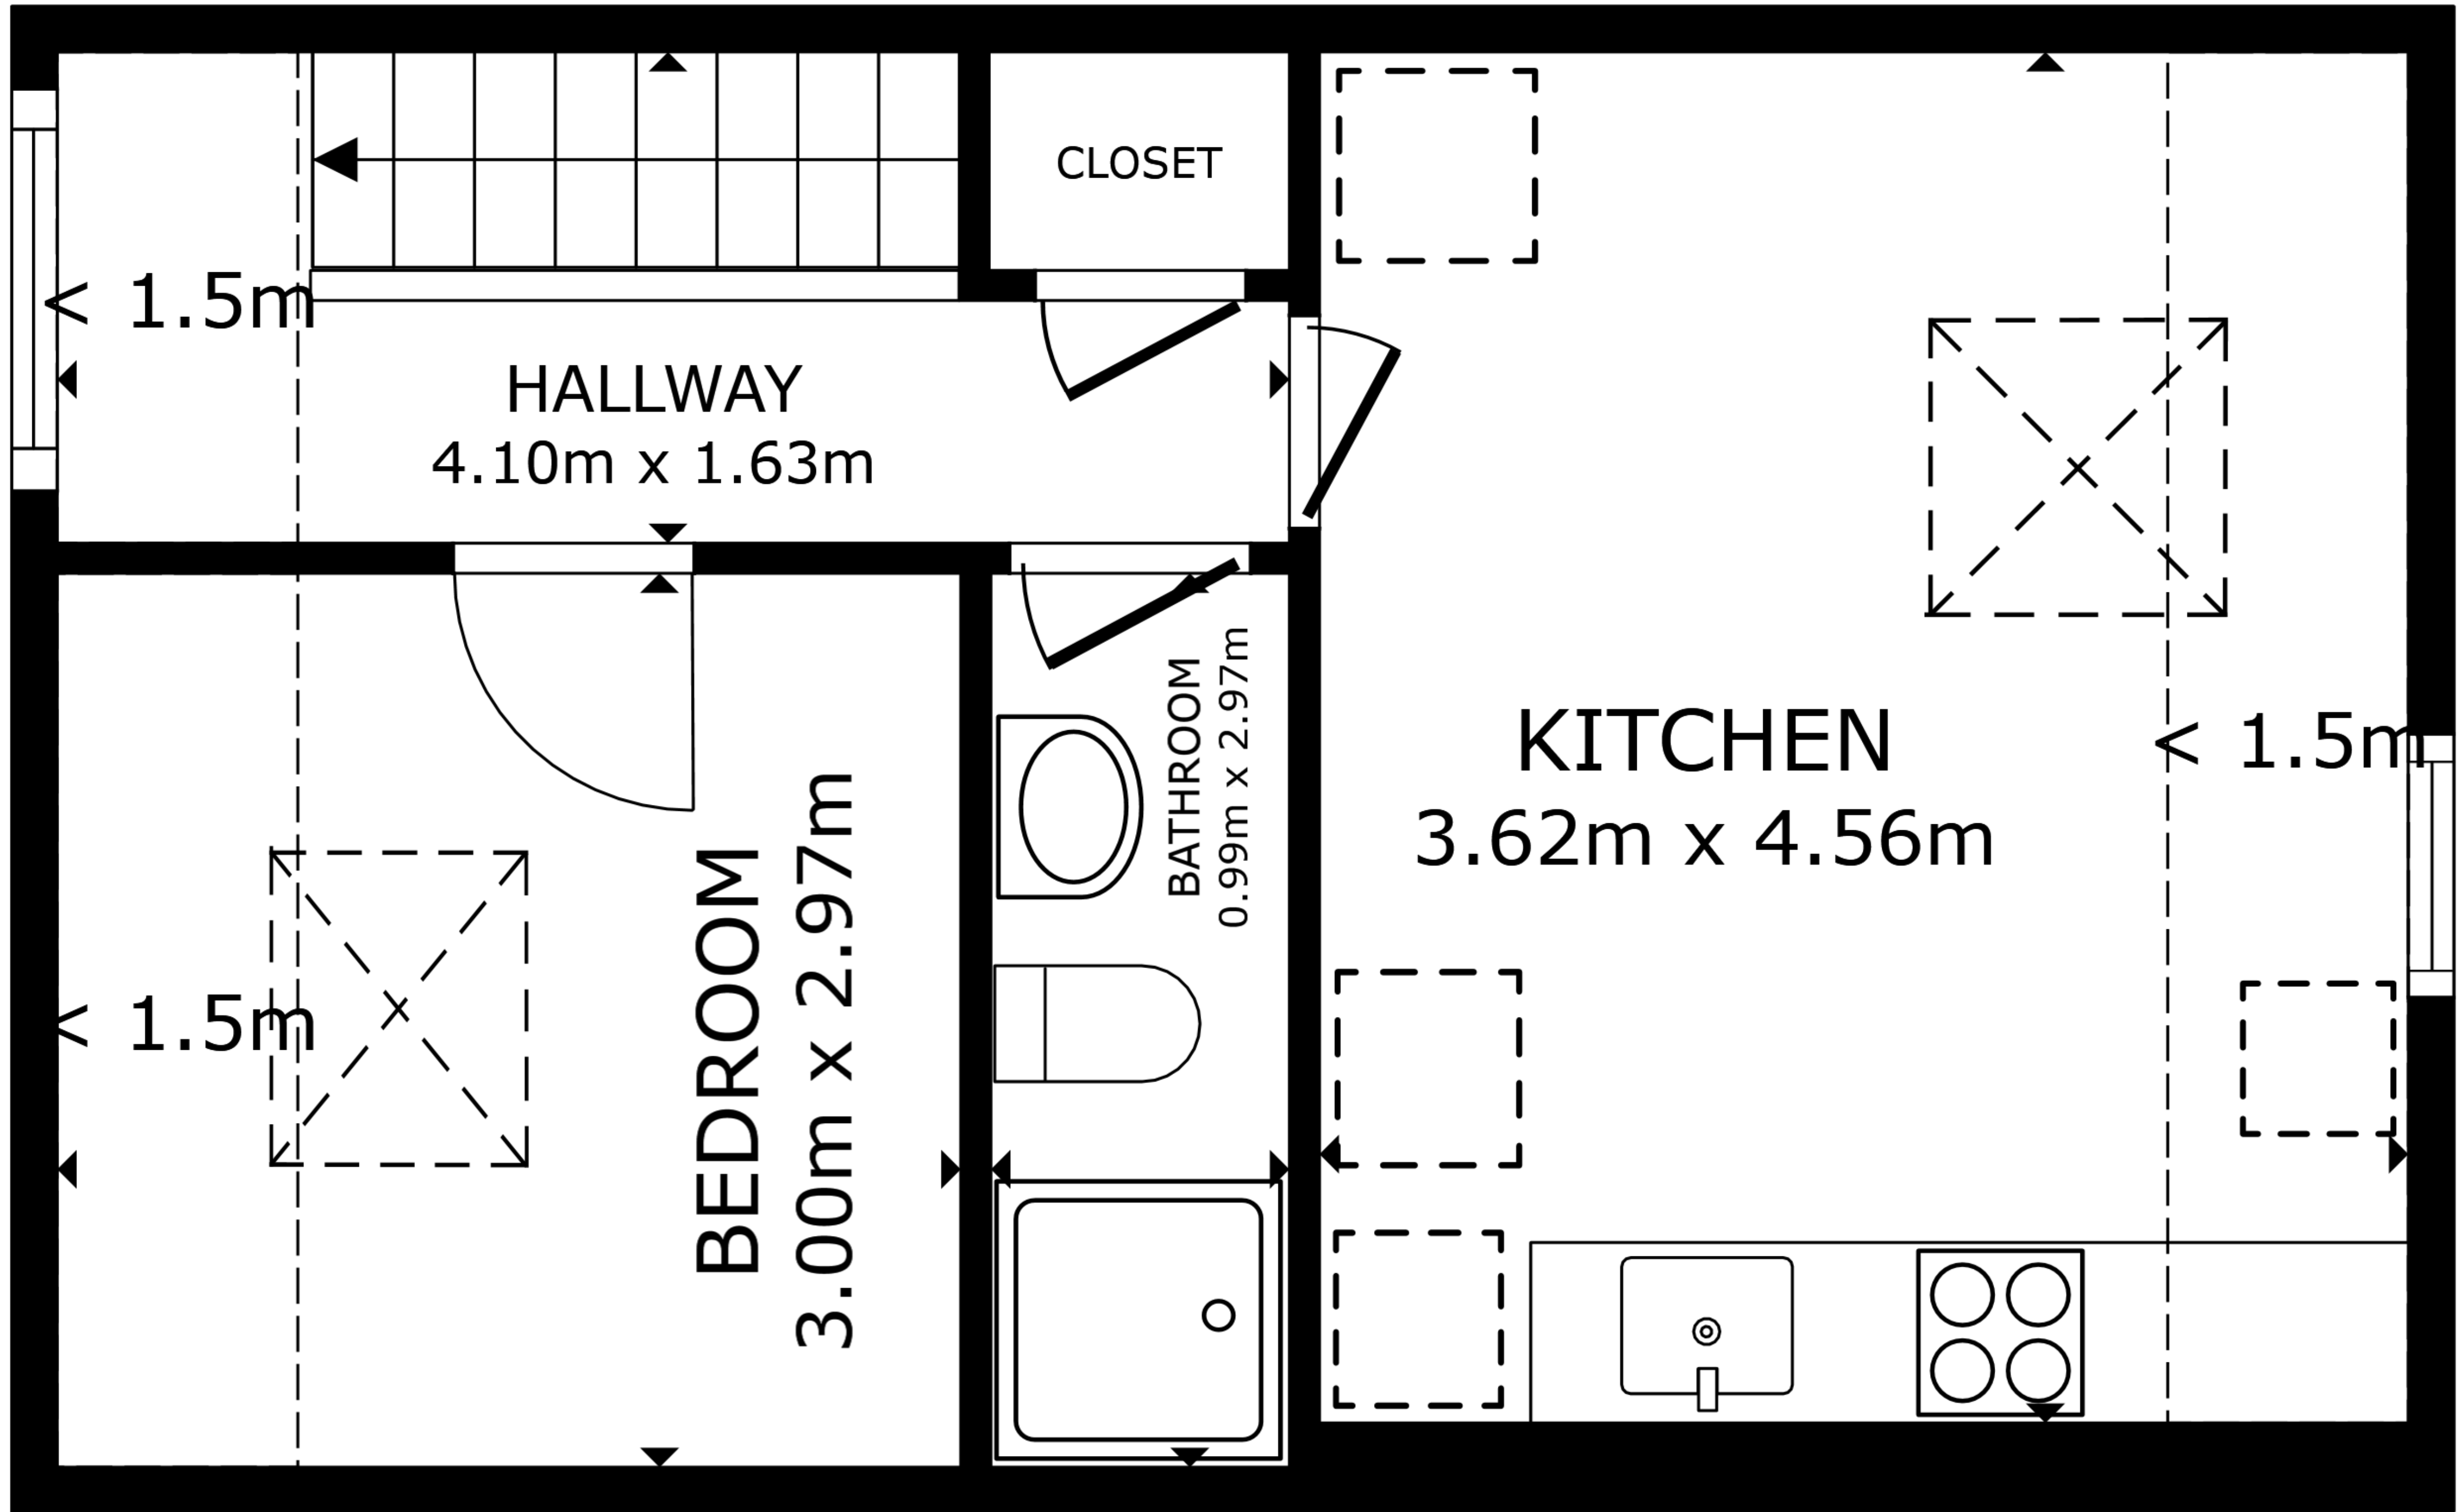 CLOSET
< 1.5m
HALLWAY
4.10m x 1.63m
BATHROOM
0.99m x 2.97m
KITCHEN
3.62m x 4.56m
< 1.5m
BEDROOM
3.00m x 2.97m
< 1.5m